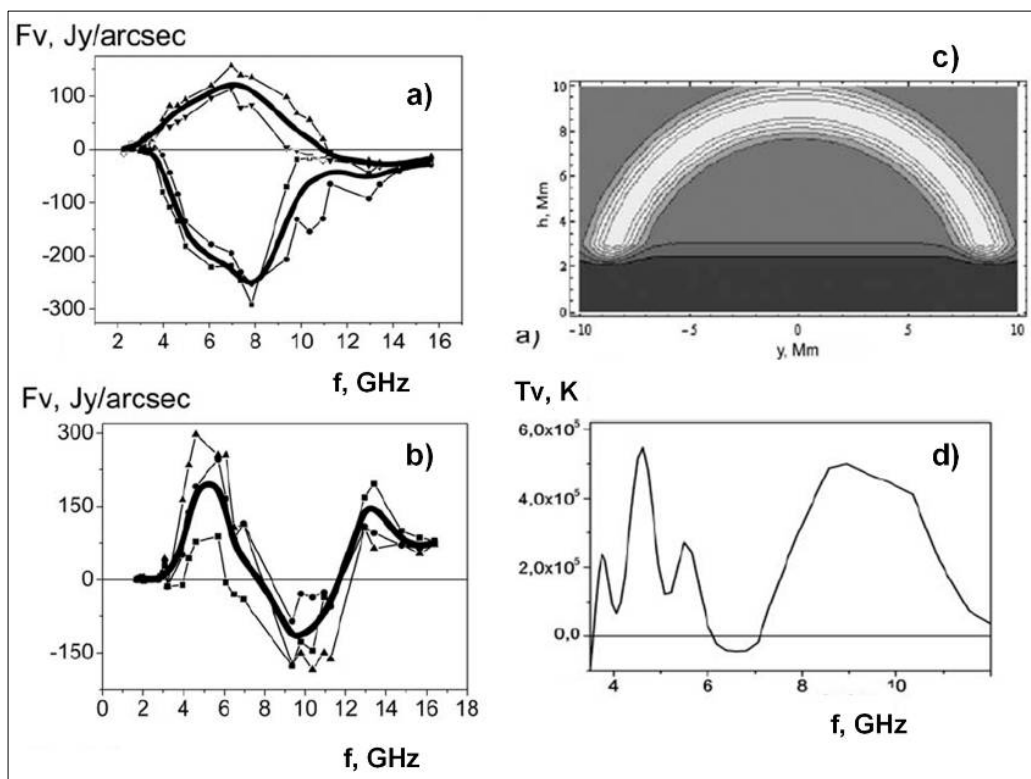 Fv, Jy/arcsec
a)
100
0
-100
-200
-300
2 4 6 8 10 12 14 16
f, GHz
c)
h, Mm
10
8
6
4
2
0
-10 -5 0 5 10
a)
y, Mm
Fv, Jy/arcsec
b)
300
150
0
-150
0 2 4 6 8 10 12 14 16 18
f, GHz
Tv, K
d)
6,0x10⁵
4,0x10⁵
2,0x10⁵
0,0
4 6 8 10
f, GHz